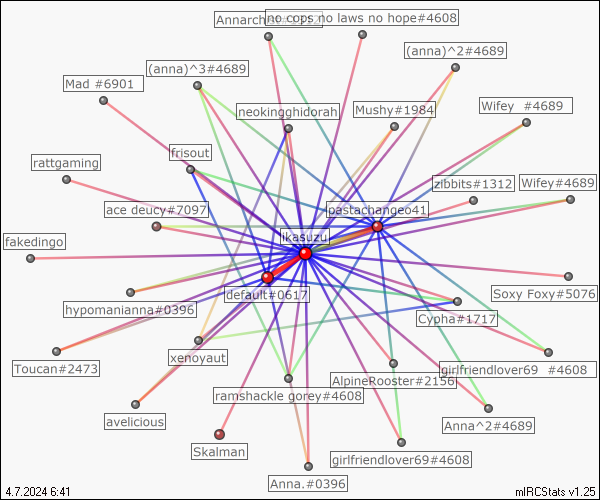 Annarch
no cops no laws no hope#4608
(anna)^2#4689
(anna)^3#4689
Mad #6901
neokingghidorah
Mushy#1984
Wifey #4689
frisout
rattgaming
zibbits#1312
Wifey#4689
ace deucy#7097
pastachangeo41
likasuzu
fakedingo
default#0617
Soxy Foxy#5076
hypomanianna#0396
Cypha#1717
xenoyaut
Toucan#2473
girlfriendlover69 #4608
AlpineRooster#2156
ramshackle gorey#4608
avelicious
Anna^2#4689
Skalman
girlfriendlover69#4608
Anna.#0396
4.7.2024 6:41
mIRCStats v1.25